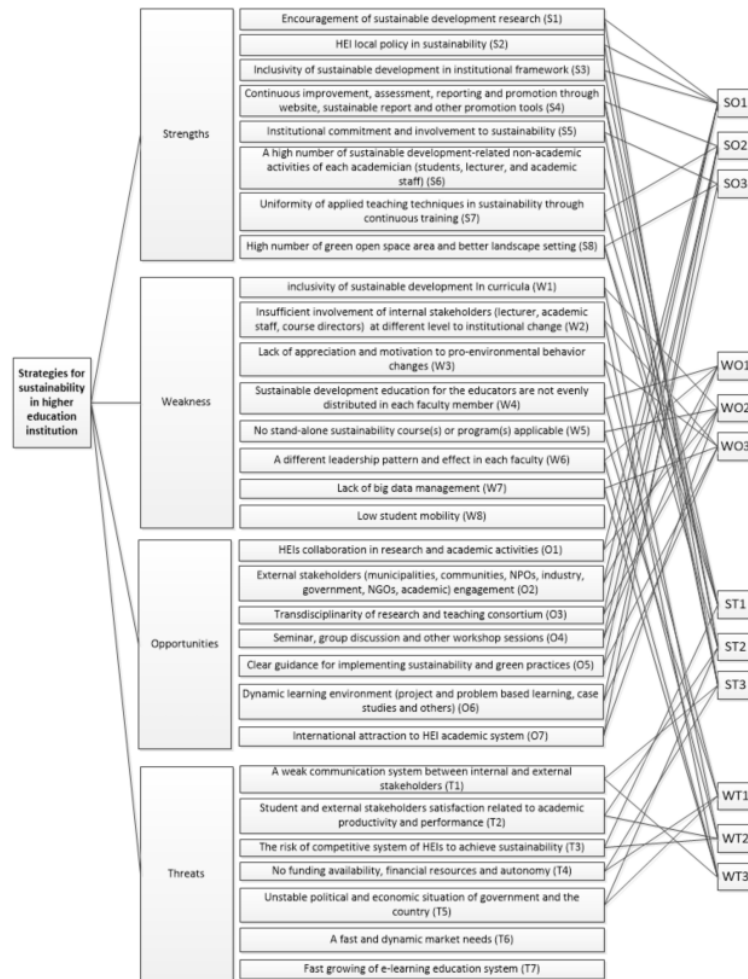 Strategies for
sustainability
in higher
education
institution
Strengths
Encouragement of sustainable development research (S1)
HEI local policy in sustainability (S2)
Inclusivity of sustainable development in institutional framework (S3)
Continuous improvement, assessment, reporting and promotion through
website, sustainable report and other promotion tools (S4)
Institutional commitment and involvement to sustainability (S5)
A high number of sustainable development-related non-academic
activities of each academician (students, lecturer, and academic
staff) (S6)
Uniformity of applied teaching techniques in sustainability through
continuous training (S7)
High number of green open space area and better landscape setting (S8)
Weakness
inclusivity of sustainable development In curricula (W1)
Insufficient involvement of internal stakeholders (lecturer, academic
staff, course directors) at different level to institutional change (W2)
Lack of appreciation and motivation to pro-environmental behavior
changes (W3)
Sustainable development education for the educators are not evenly
distributed in each faculty member (W4)
No stand-alone sustainability course(s) or program(s) applicable (W5)
A different leadership pattern and effect in each faculty (W6)
Lack of big data management (W7)
Low student mobility (W8)
Opportunities
HEIs collaboration in research and academic activities (O1)
External stakeholders (municipalities, communities, NPOs, industry,
government, NGOs, academic) engagement (O2)
Transdisciplinarity of research and teaching consortium (O3)
Seminar, group discussion and other workshop sessions (O4)
Clear guidance for implementing sustainability and green practices (O5)
Dynamic learning environment (project and problem based learning, case
studies and others) (O6)
International attraction to HEI academic system (O7)
Threats
A weak communication system between internal and external
stakeholders (T1)
Student and external stakeholders satisfaction related to academic
productivity and performance (T2)
The risk of competitive system of HEIs to achieve sustainability (T3)
No funding availability, financial resources and autonomy (T4)
Unstable political and economic situation of government and the
country (T5)
A fast and dynamic market needs (T6)
Fast growing of e-learning education system (T7)
SO1
SO2
SO3
WO1
WO2
WO3
ST1
ST2
ST3
WT1
WT2
WT3